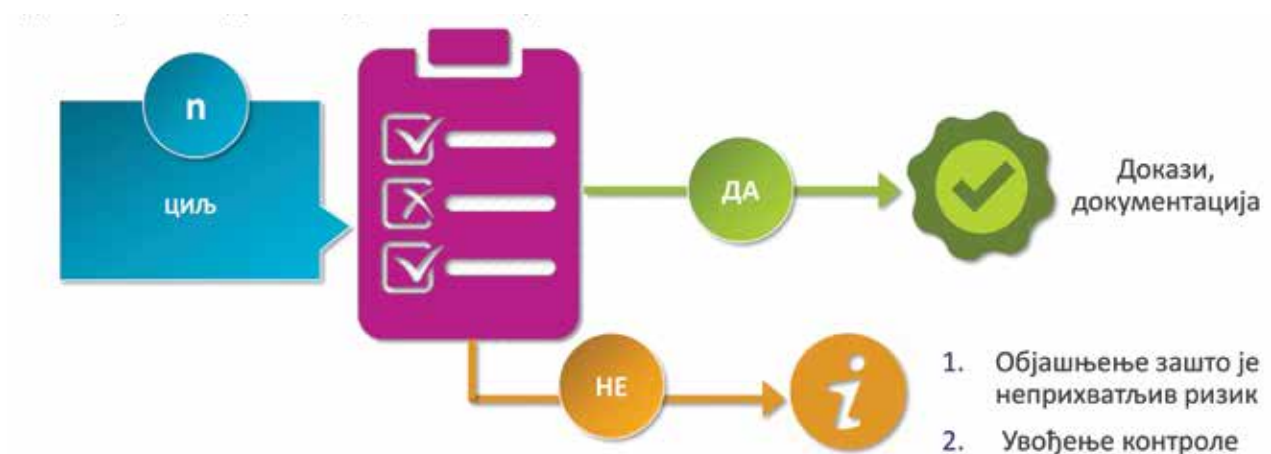 n
циљ
ДА
Докази,
документација
НЕ
1. Објашњење зашто је
неприхватљив ризик
2. Увођење контроле